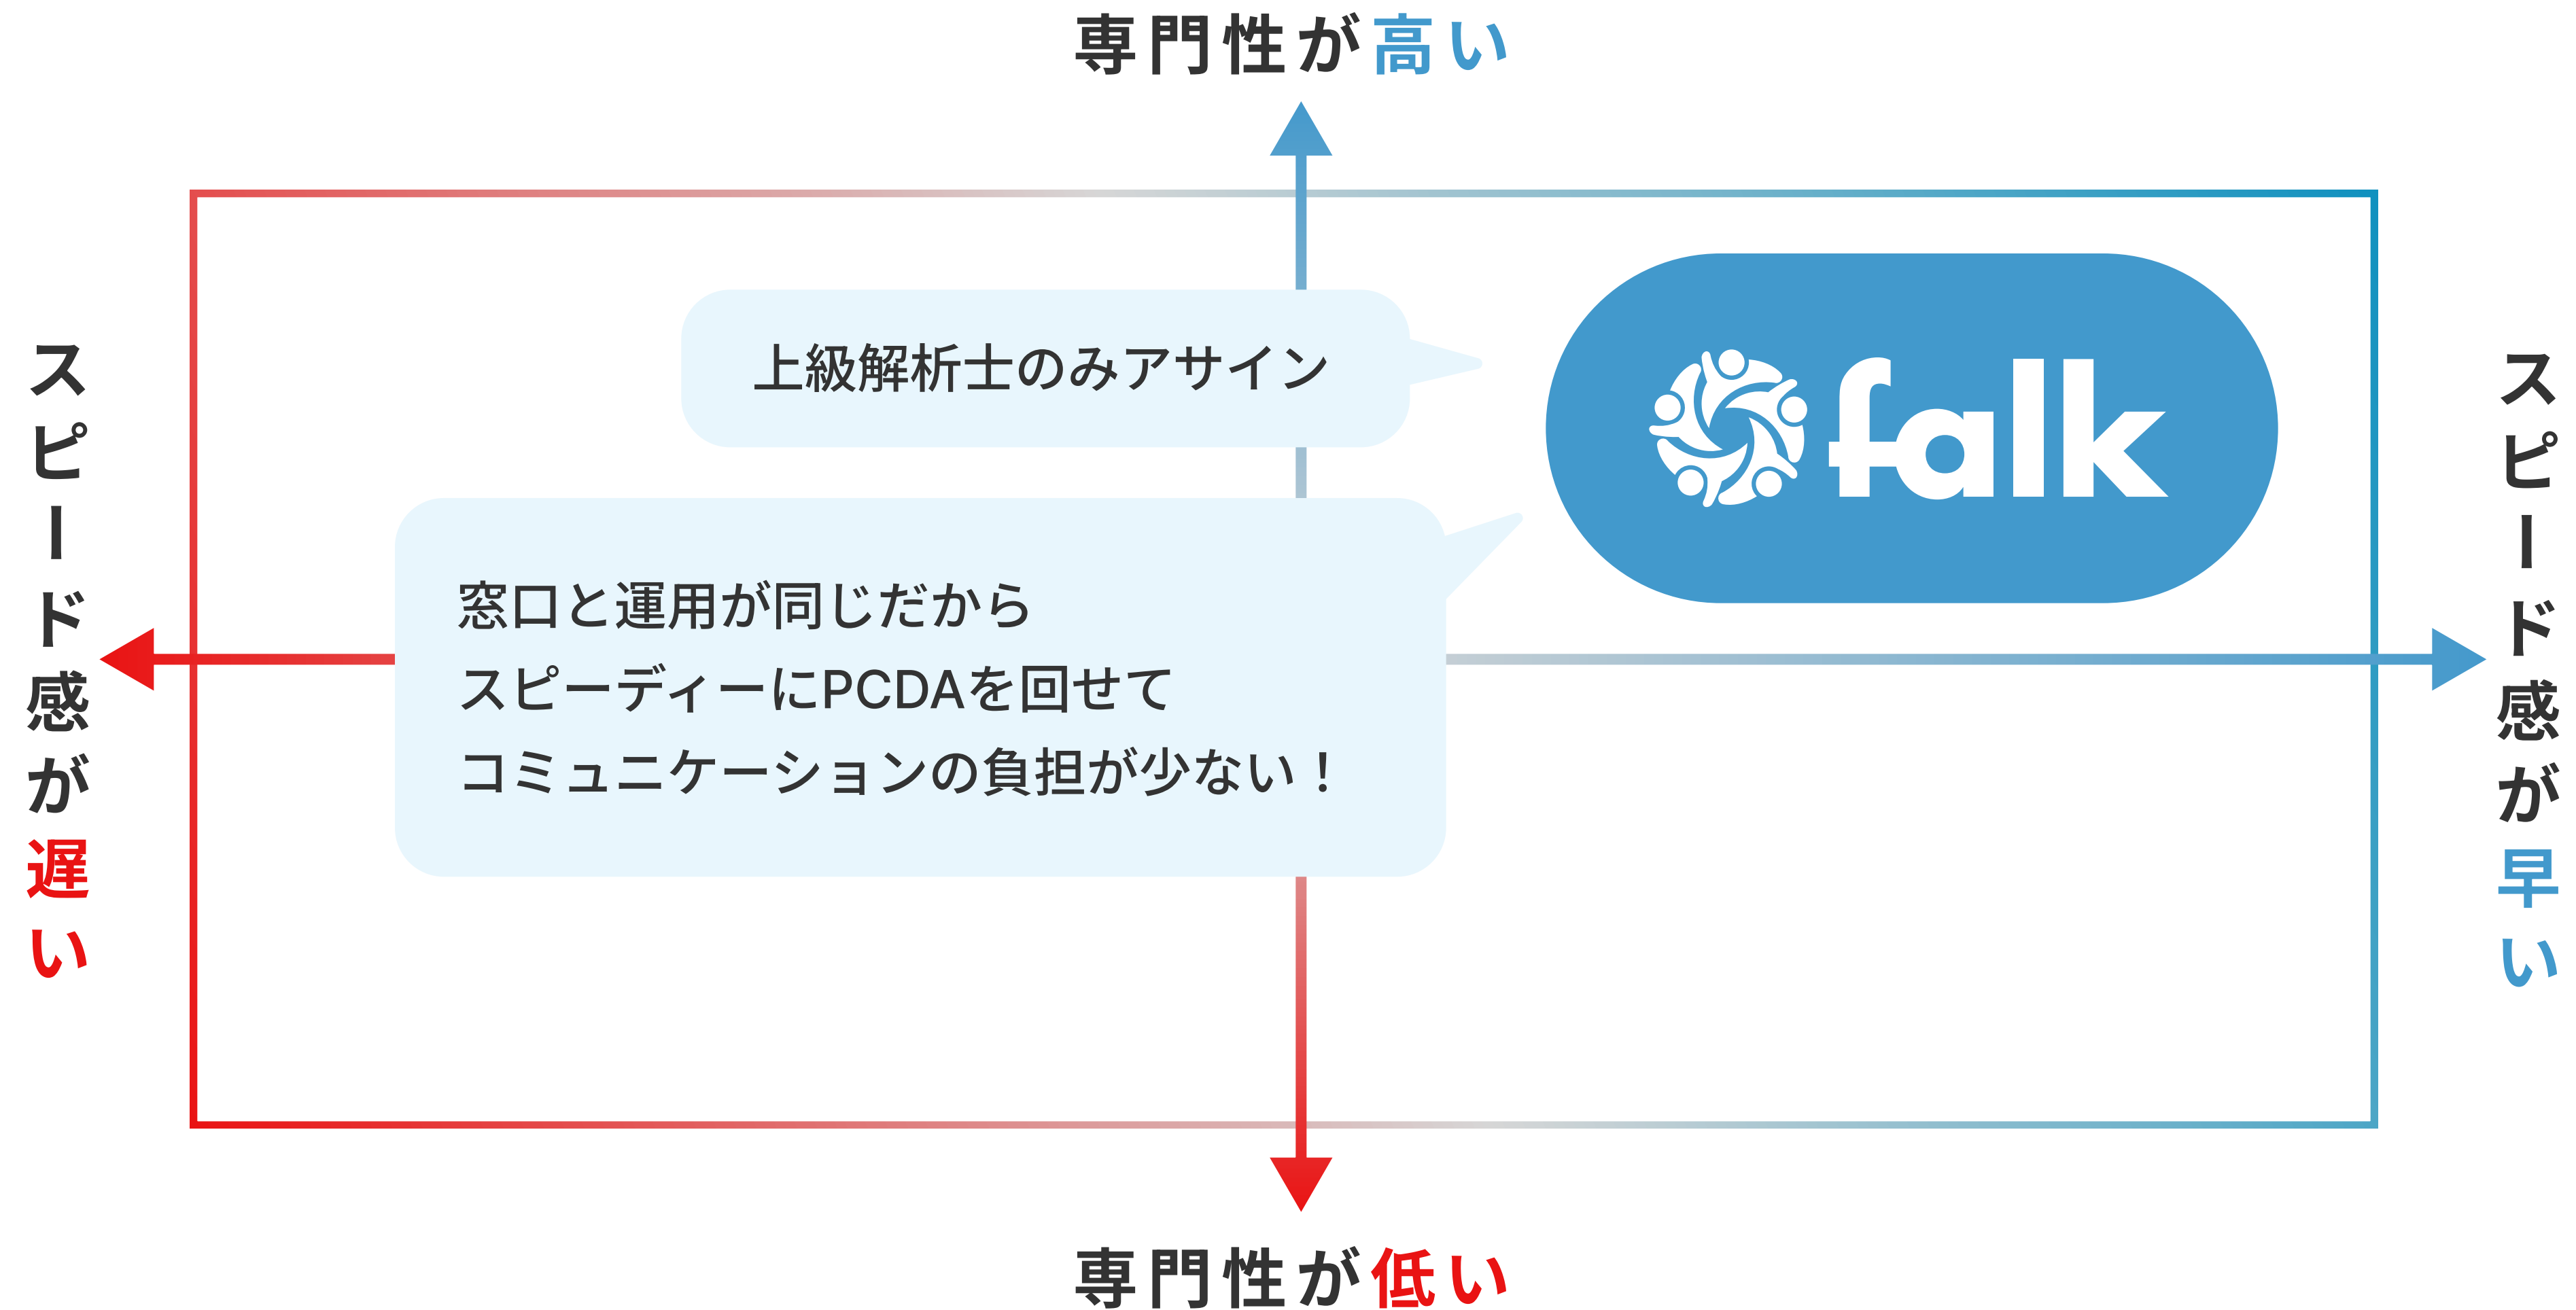 専門性が高い
上級解析士のみアサイン
falk
スピード感が遅い
窓口と運用が同じだから
スピーディーにPCDAを回せて
コミュニケーションの負担が少ない！
スピード感が早い
専門性が低い